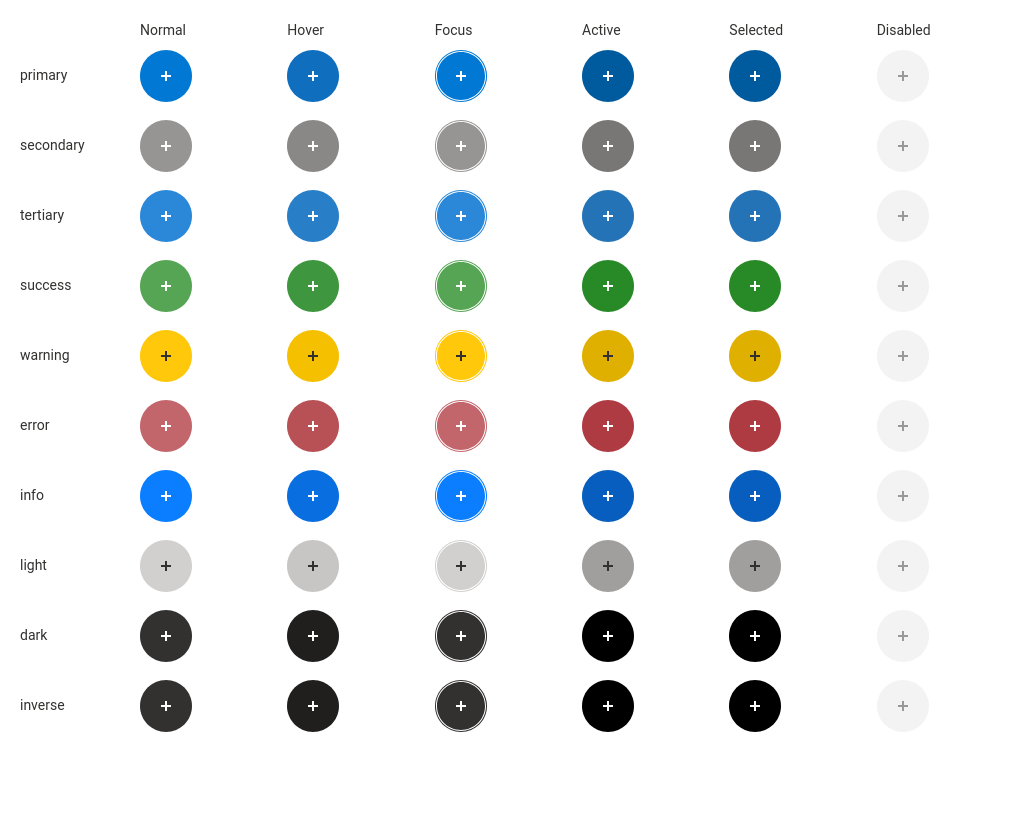 Normal Hover Focus Active Selected Disabled
primary
secondary
tertiary
success
warning
error
info
light
dark
inverse